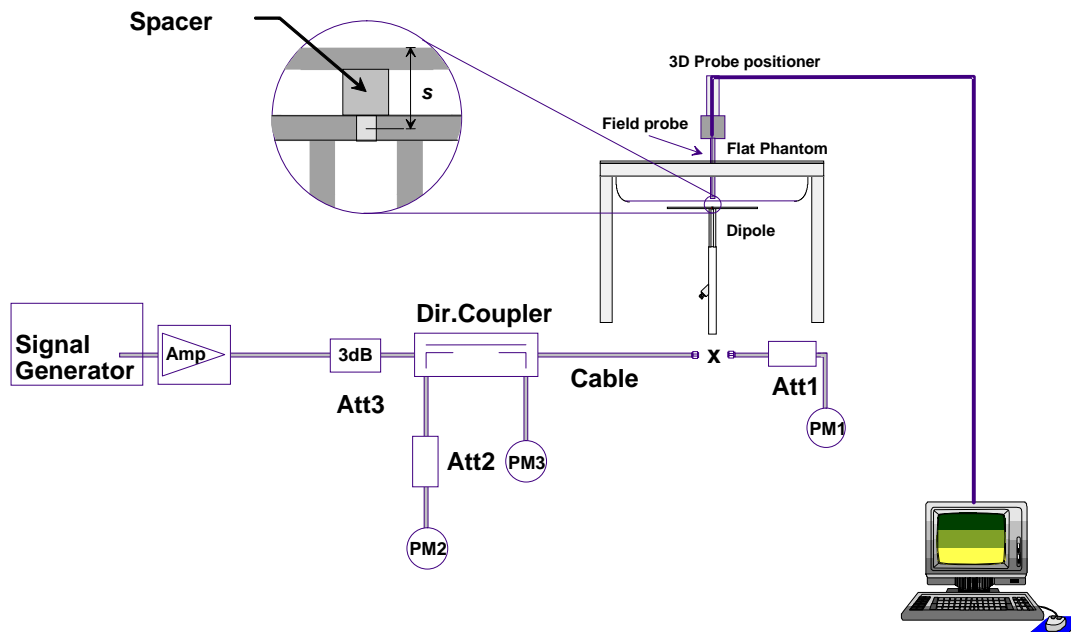 Spacer
s
3D Probe positioner
Field probe
Flat Phantom
Dipole
Dir.Coupler
Signal
Generator
Amp
3dB
Att3
Cable
x
Att1
PM1
Att2
PM3
PM2